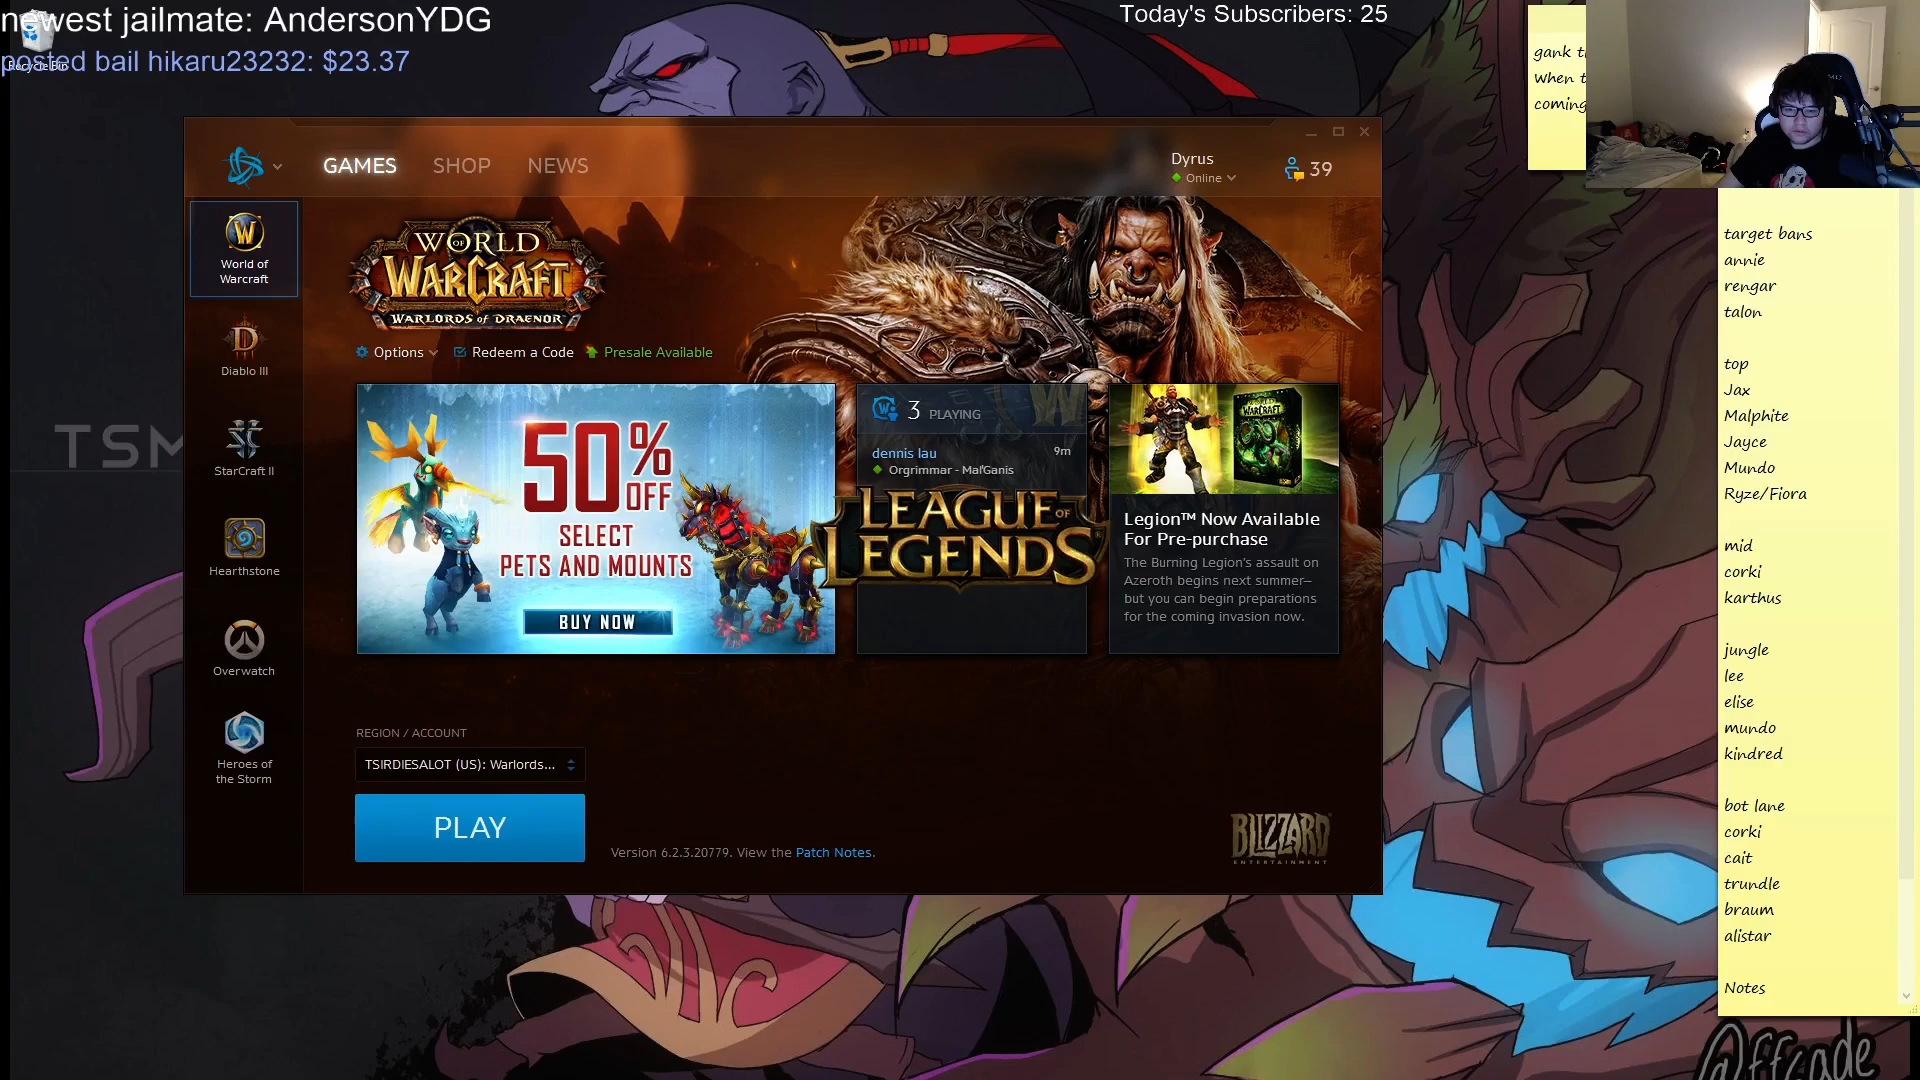 newest jailmate: AndersonYDG
posted bail hikaru23232: $23.37
Recycle Bin
Today's Subscribers: 25
gank
When
coming
TSM
GAMES
SHOP
NEWS
Dyrus
Online
39
World of
Warcraft
Diablo III
StarCraft II
Hearthstone
Overwatch
Heroes of
the Storm
WORLD OF
WARCRAFT
WARLORDS OF DRAENOR
Options
Redeem a Code
Presale Available
50% OFF
SELECT
PETS AND MOUNTS
BUY NOW
3 PLAYING
dennis lau
9m
Orgrimmar - Mal'Ganis
LEAGUE OF
LEGENDS
WARCRAFT
Legion™ Now Available
For Pre-purchase
The Burning Legion's assault on
Azeroth begins next summer—
but you can begin preparations
for the coming invasion now.
REGION / ACCOUNT
TSIRDIESALOT (US): Warlords...
PLAY
Version 6.2.3.20779. View the Patch Notes.
BLIZZARD
ENTERTAINMENT
target bans
annie
rengar
talon
top
Jax
Malphite
Jayce
Mundo
Ryze/Fiora
mid
corki
karthus
jungle
lee
elise
mundo
kindred
bot lane
corki
cait
trundle
braum
alistar
Notes